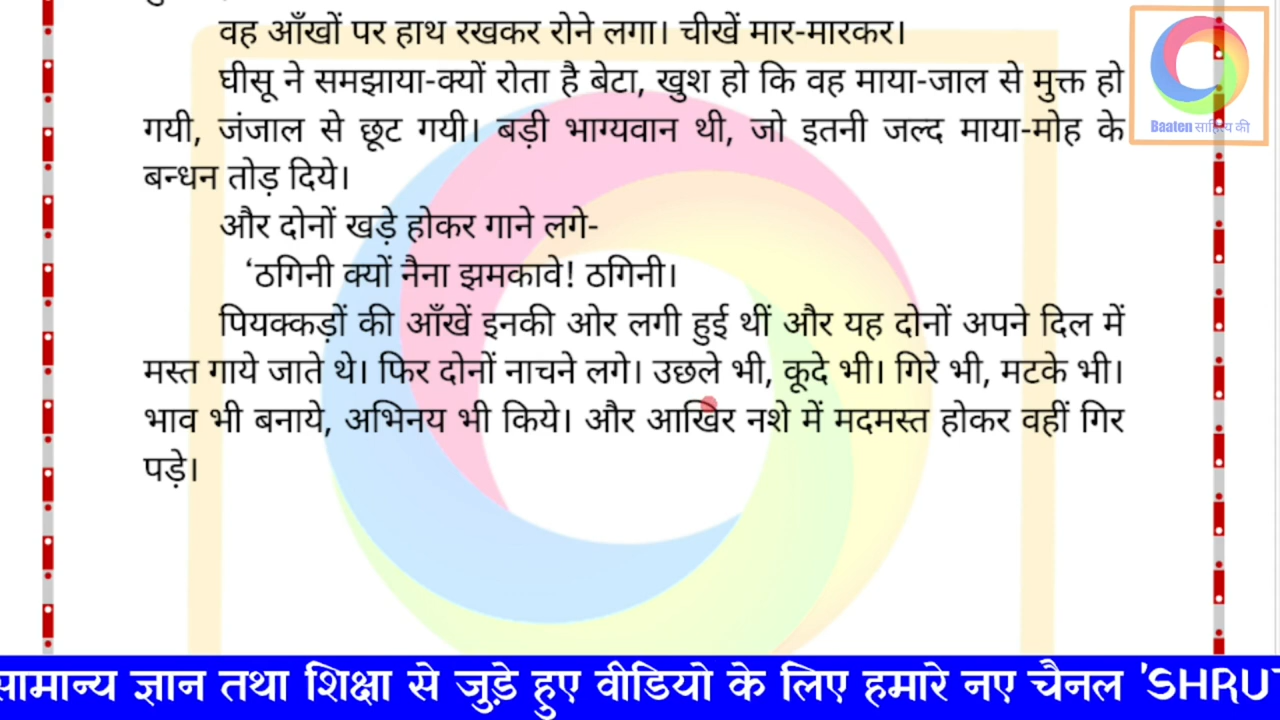 वह आँखों पर हाथ रखकर रोने लगा। चीखें मार-मारकर।
घीसू ने समझाया-क्यों रोता है बेटा, खुश हो कि वह माया-जाल से मुक्त हो
गयी, जंजाल से छूट गयी। बड़ी भाग्यवान थी, जो इतनी जल्द माया-मोह के
बन्धन तोड़ दिये।
और दोनों खड़े होकर गाने लगे-
‘ठगिनी क्यों नैना झमकावे! ठगिनी।
पियक्कड़ों की आँखें इनकी ओर लगी हुई थीं और यह दोनों अपने दिल में
मस्त गाये जाते थे। फिर दोनों नाचने लगे। उछले भी, कूदे भी। गिरे भी, मटके भी।
भाव भी बनाये, अभिनय भी किये। और आखिर नशे में मदमस्त होकर वहीं गिर
पड़े।
Baaten साहित्य की
सामान्य ज्ञान तथा शिक्षा से जुड़े हुए वीडियो के लिए हमारे नए चैनल 'SHRUT